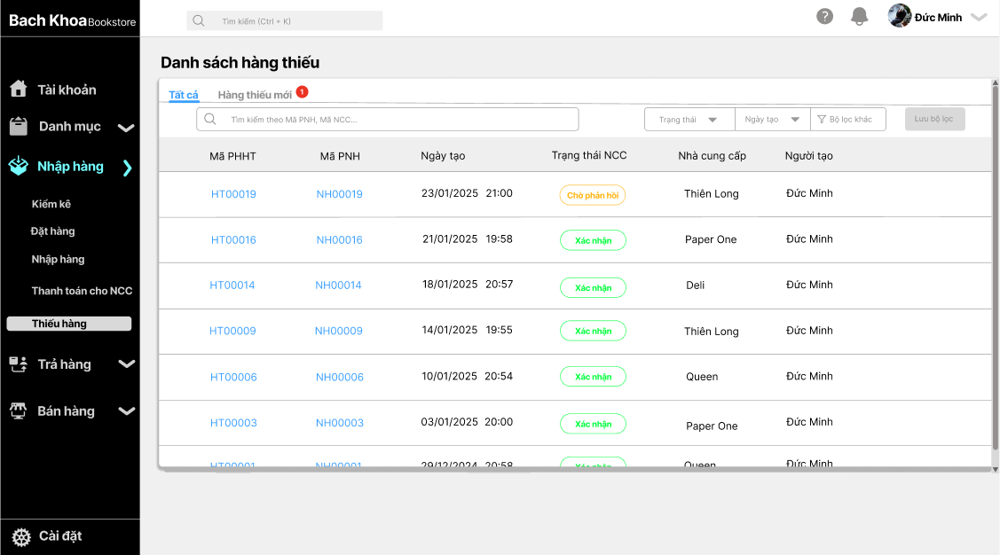 Bach Khoa Bookstore
Tìm kiếm (Ctrl + K)
?
Đức Minh
Tài khoản
Danh mục
Nhập hàng
Kiểm kê
Đặt hàng
Nhập hàng
Thanh toán cho NCC
Thiếu hàng
Trả hàng
Bán hàng
Cài đặt
Danh sách hàng thiếu
Tất cả Hàng thiếu mới 1
Tìm kiếm theo Mã PNH, Mã NCC... Trạng thái Ngày tạo Bộ lọc khác Lưu bộ lọc
Mã PHHT Mã PNH Ngày tạo Trạng thái NCC Nhà cung cấp Người tạo
HT00019 NH00019 23/01/2025 21:00 Chờ phản hồi Thiên Long Đức Minh
HT00016 NH00016 21/01/2025 19:58 Xác nhận Paper One Đức Minh
HT00014 NH00014 18/01/2025 20:57 Xác nhận Deli Đức Minh
HT00009 NH00009 14/01/2025 19:55 Xác nhận Thiên Long Đức Minh
HT00006 NH00006 10/01/2025 20:54 Xác nhận Queen Đức Minh
HT00003 NH00003 03/01/2025 20:00 Xác nhận Paper One Đức Minh
HT00001 NH00001 29/12/2024 20:58 Xác nhận Queen Đức Minh